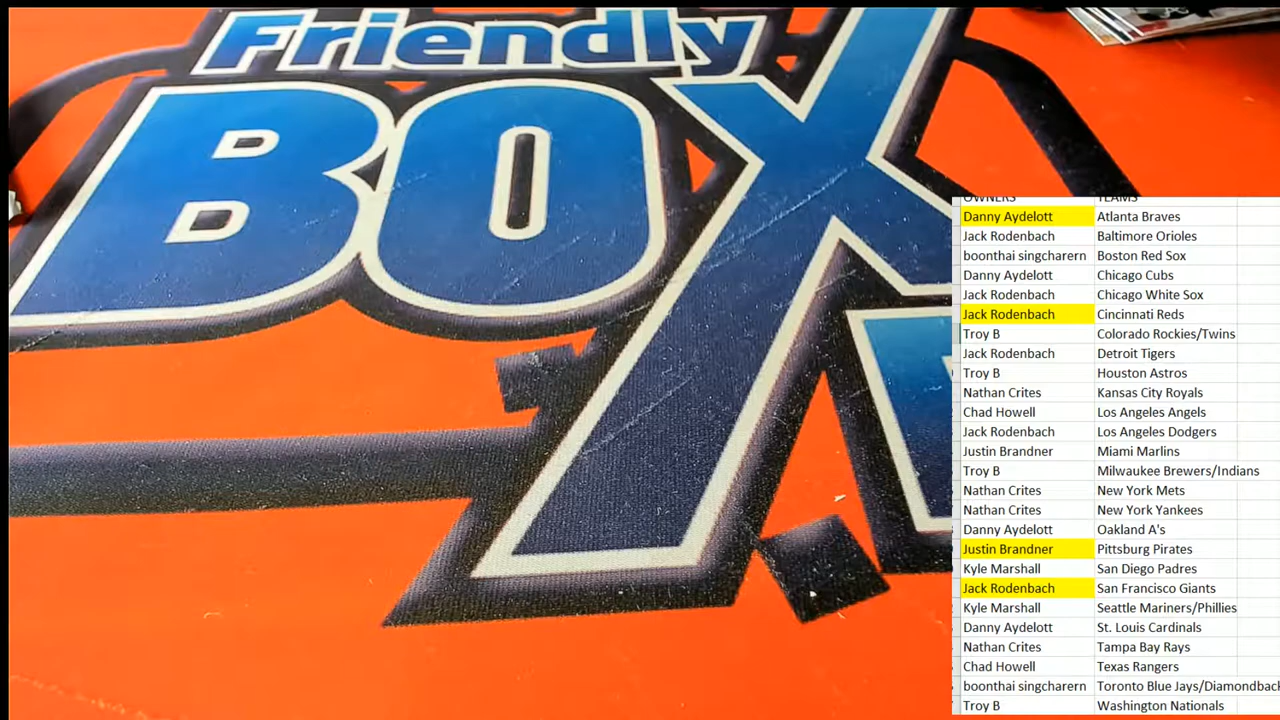 Friendly
BOX
OWNERS TEAMS
Danny Aydelott Atlanta Braves
Jack Rodenbach Baltimore Orioles
boonthai singcharern Boston Red Sox
Danny Aydelott Chicago Cubs
Jack Rodenbach Chicago White Sox
Jack Rodenbach Cincinnati Reds
Troy B Colorado Rockies/Twins
Jack Rodenbach Detroit Tigers
Troy B Houston Astros
Nathan Crites Kansas City Royals
Chad Howell Los Angeles Angels
Jack Rodenbach Los Angeles Dodgers
Justin Brandner Miami Marlins
Troy B Milwaukee Brewers/Indians
Nathan Crites New York Mets
Nathan Crites New York Yankees
Danny Aydelott Oakland A's
Justin Brandner Pittsburg Pirates
Kyle Marshall San Diego Padres
Jack Rodenbach San Francisco Giants
Kyle Marshall Seattle Mariners/Phillies
Danny Aydelott St. Louis Cardinals
Nathan Crites Tampa Bay Rays
Chad Howell Texas Rangers
boonthai singcharern Toronto Blue Jays/Diamondback
Troy B Washington Nationals